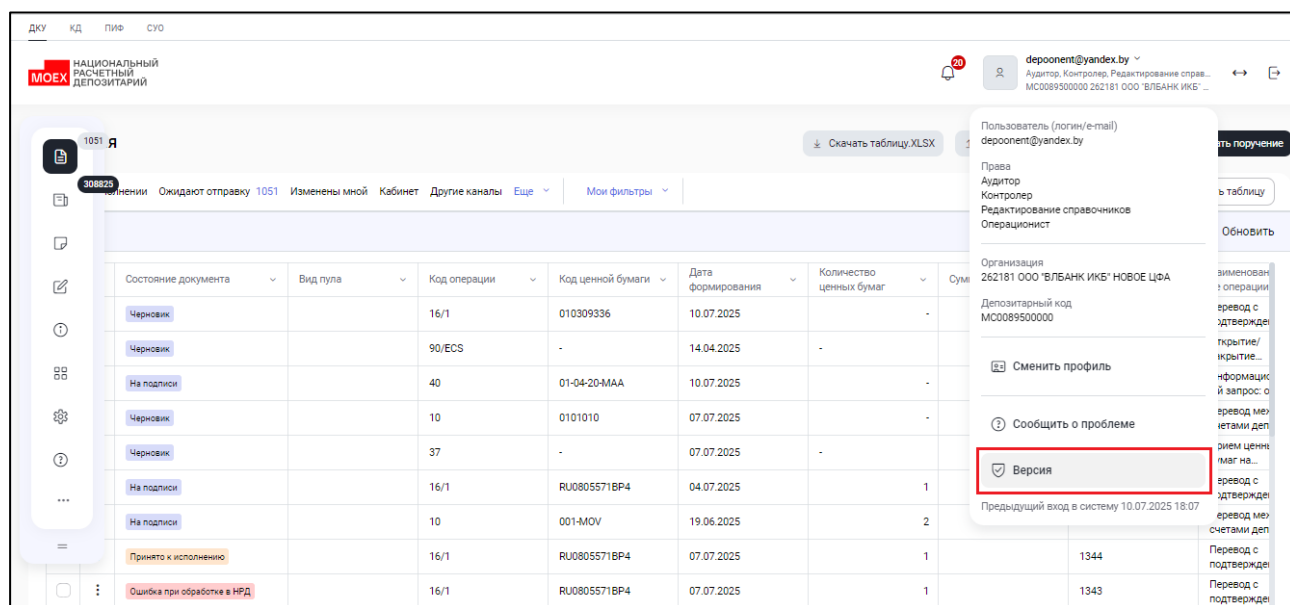 ДКУ КД ПИФ СУО
MOEX НАЦИОНАЛЬНЫЙ
РАСЧЕТНЫЙ
ДЕПОЗИТАРИЙ
20
depoonent@yandex.by
Аудитор, Контролер, Редактирование справ...
MC0089500000 262181 ООО "ВЛБАНК ИКБ" ...
1051
308825
Скачать таблицу.XLSX
поручение
Ожидают отправку 1051 Изменены мной Кабинет Другие каналы Еще Мои фильтры
таблицу
Обновить
Пользователь (логин/e-mail)
depoonent@yandex.by
Права
Аудитор
Контролер
Редактирование справочников
Операционист
Организация
262181 ООО "ВЛБАНК ИКБ" НОВОЕ ЦФА
Депозитарный код
MC0089500000
Сменить профиль
Сообщить о проблеме
Версия
Предыдущий вход в систему 10.07.2025 18:07
Состояние документа Вид пула Код операции Код ценной бумаги Дата формирования Количество ценных бумаг
операции
Черновик 16/1 010309336 10.07.2025 -
с
Черновик 90/ECS - 14.04.2025 -
На подписи 40 01-04-20-MAA 10.07.2025 -
запрос:
Черновик 10 0101010 07.07.2025 -
Черновик 37 - 07.07.2025 -
на...
На подписи 16/1 RU0805571BP4 04.07.2025 1
с
На подписи 10 001-MOV 19.06.2025 2
счетами
Принято к исполнению 16/1 RU0805571BP4 07.07.2025 1 1344 Перевод с
Ошибка при обработке в НРД 16/1 RU0805571BP4 07.07.2025 1 1343 Перевод с